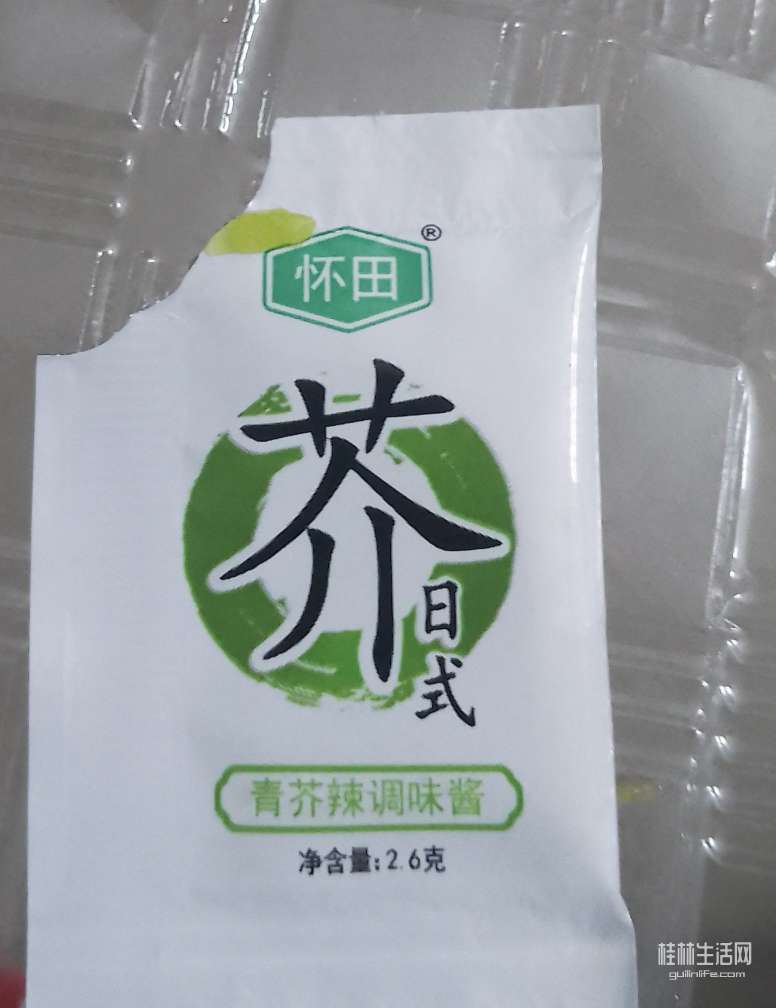 怀田®
芥
日式
青芥辣调味酱
净含量:2.6克
桂林生活网
guilinlife.com